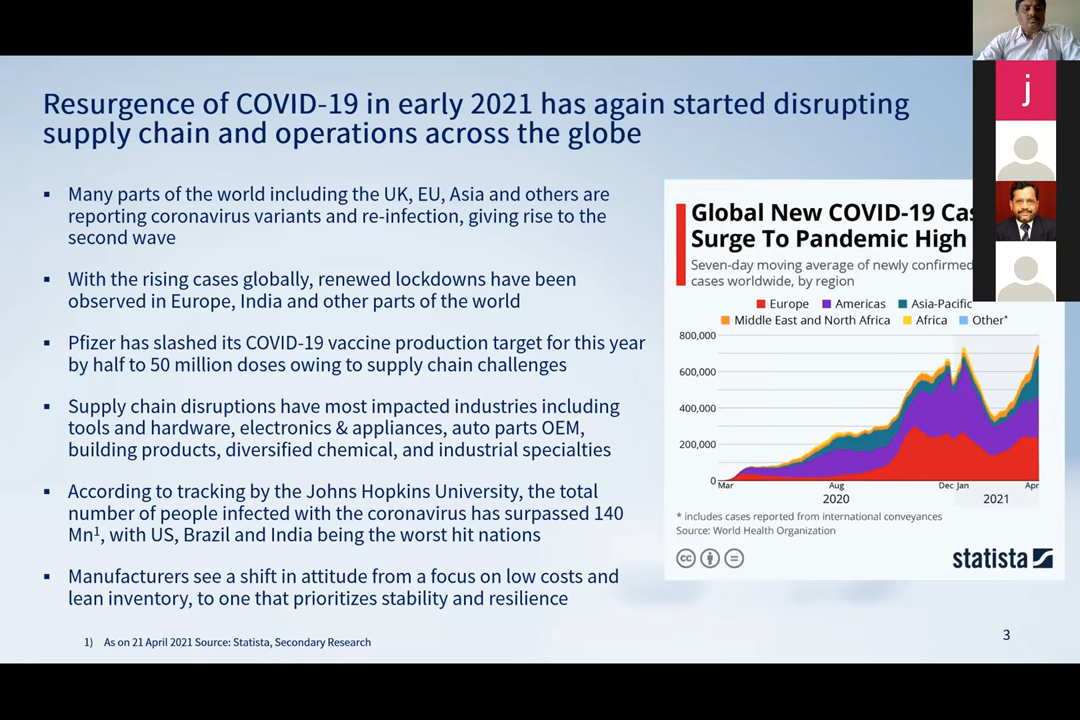 Resurgence of COVID-19 in early 2021 has again started disrupting
supply chain and operations across the globe
▪ Many parts of the world including the UK, EU, Asia and others are
reporting coronavirus variants and re-infection, giving rise to the
second wave
▪ With the rising cases globally, renewed lockdowns have been
observed in Europe, India and other parts of the world
▪ Pfizer has slashed its COVID-19 vaccine production target for this year
by half to 50 million doses owing to supply chain challenges
▪ Supply chain disruptions have most impacted industries including
tools and hardware, electronics & appliances, auto parts OEM,
building products, diversified chemical, and industrial specialties
▪ According to tracking by the Johns Hopkins University, the total
number of people infected with the coronavirus has surpassed 140
Mn¹, with US, Brazil and India being the worst hit nations
▪ Manufacturers see a shift in attitude from a focus on low costs and
lean inventory, to one that prioritizes stability and resilience
1) As on 21 April 2021 Source: Statista, Secondary Research
j
Global New COVID-19
Surge To Pandemic High
Seven-day moving average of newly confirmed
cases worldwide, by region
Europe Americas Asia-Pacific
Middle East and North Africa Africa Other*
800,000
600,000
400,000
200,000
0
Mar Aug Dec Jan Apr
2020 2021
* includes cases reported from international conveyances
Source: World Health Organization
cc
statista
3